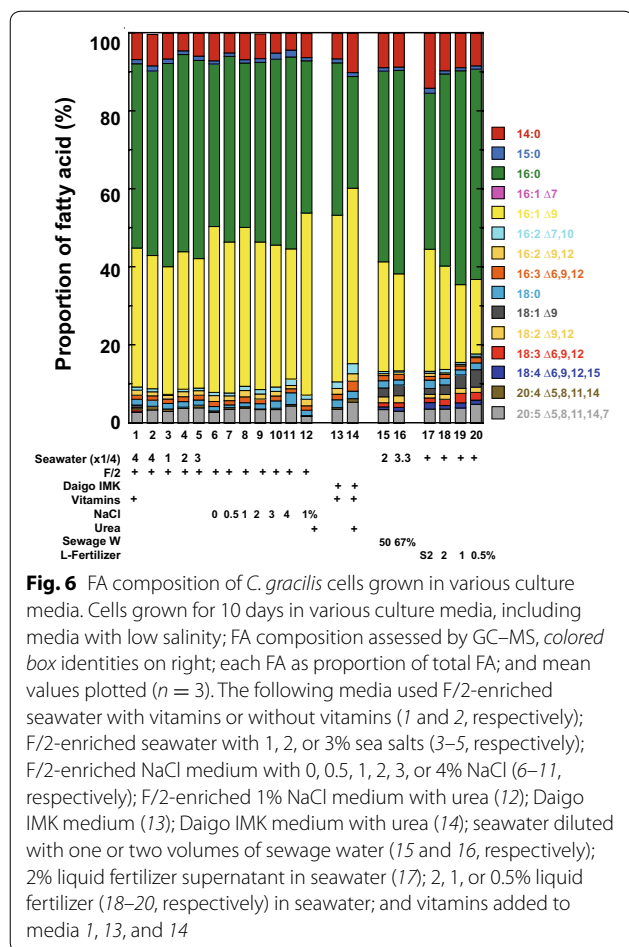 100
80
60
40
20
0
Proportion of fatty acid (%)
14:0
15:0
16:0
16:1 Δ7
16:1 Δ9
16:2 Δ7,10
16:2 Δ9,12
16:3 Δ6,9,12
18:0
18:1 Δ9
18:2 Δ9,12
18:3 Δ6,9,12
18:4 Δ6,9,12,15
20:4 Δ5,8,11,14
20:5 Δ5,8,11,14,7
1 2 3 4 5 6 7 8 9 10 11 12 13 14 15 16 17 18 19 20
Seawater (x1/4) 4 4 1 2 3 2 3.3 + + + +
F/2 + + + + + + + + + + + +
Daigo IMK + +
Vitamins + + +
NaCl 0 0.5 1 2 3 4 1%
Urea + +
Sewage W 50 67%
L-Fertilizer S2 2 1 0.5%
Fig. 6 FA composition of C. gracilis cells grown in various culture
media. Cells grown for 10 days in various culture media, including
media with low salinity; FA composition assessed by GC–MS, colored
box identities on right; each FA as proportion of total FA; and mean
values plotted (n = 3). The following media used F/2-enriched
seawater with vitamins or without vitamins (1 and 2, respectively);
F/2-enriched seawater with 1, 2, or 3% sea salts (3–5, respectively);
F/2-enriched NaCl medium with 0, 0.5, 1, 2, 3, or 4% NaCl (6–11,
respectively); F/2-enriched 1% NaCl medium with urea (12); Daigo
IMK medium (13); Daigo IMK medium with urea (14); seawater diluted
with one or two volumes of sewage water (15 and 16, respectively);
2% liquid fertilizer supernatant in seawater (17); 2, 1, or 0.5% liquid
fertilizer (18–20, respectively) in seawater; and vitamins added to
media 1, 13, and 14